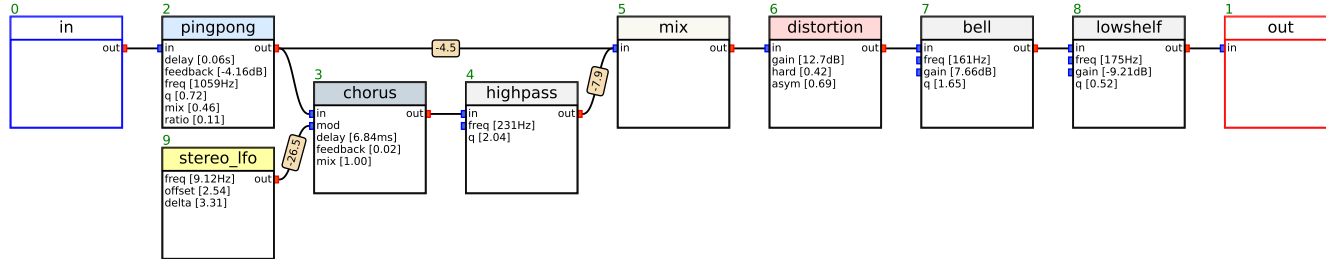 0
in
out
2
pingpong
in out
delay [0.06s]
feedback [-4.16dB]
freq [1059Hz]
q [0.72]
mix [0.46]
ratio [0.11]
9
stereo_lfo
freq [9.12Hz] out
offset [2.54]
delta [3.31]
-26.5
-4.5
3
chorus
in out
mod
delay [6.84ms]
feedback [0.02]
mix [1.00]
4
highpass
in out
freq [231Hz]
q [2.04]
-7.9
5
mix
in out
6
distortion
in out
gain [12.7dB]
hard [0.42]
asym [0.69]
7
bell
in out
freq [161Hz]
gain [7.66dB]
q [1.65]
8
lowshelf
in out
freq [175Hz]
gain [-9.21dB]
q [0.52]
1
out
in